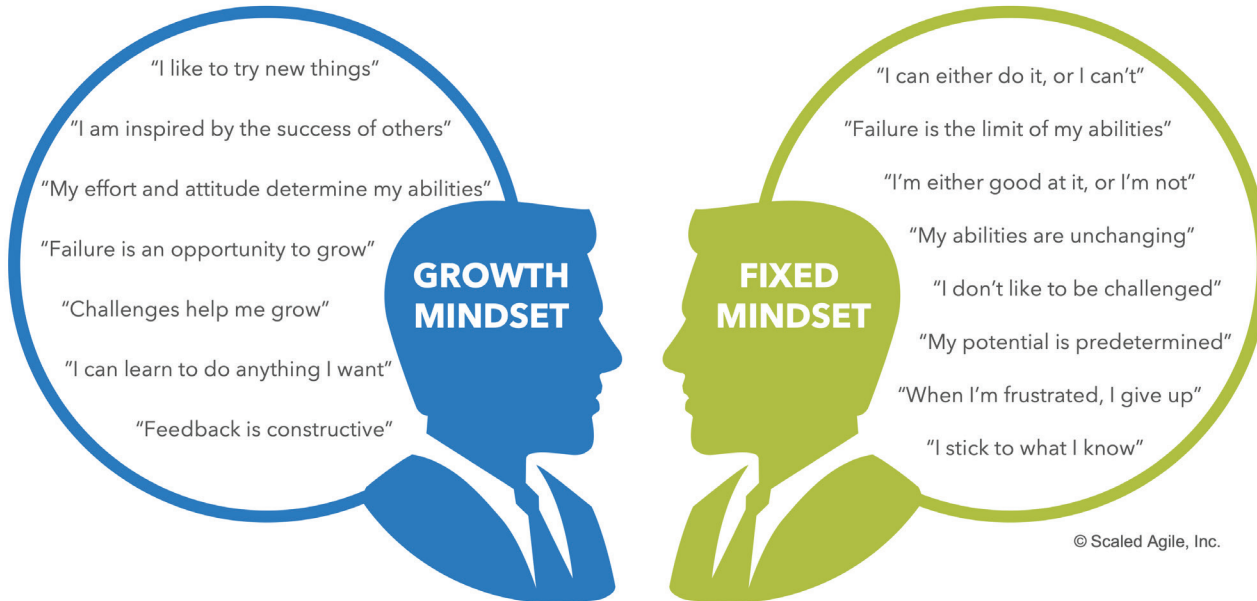 “I like to try new things”
“I am inspired by the success of others”
“My effort and attitude determine my abilities”
“Failure is an opportunity to grow”
“Challenges help me grow”
“I can learn to do anything I want”
“Feedback is constructive”
GROWTH
MINDSET
FIXED
MINDSET
“I can either do it, or I can’t”
“Failure is the limit of my abilities”
“I’m either good at it, or I’m not”
“My abilities are unchanging”
“I don’t like to be challenged”
“My potential is predetermined”
“When I’m frustrated, I give up”
“I stick to what I know”
© Scaled Agile, Inc.